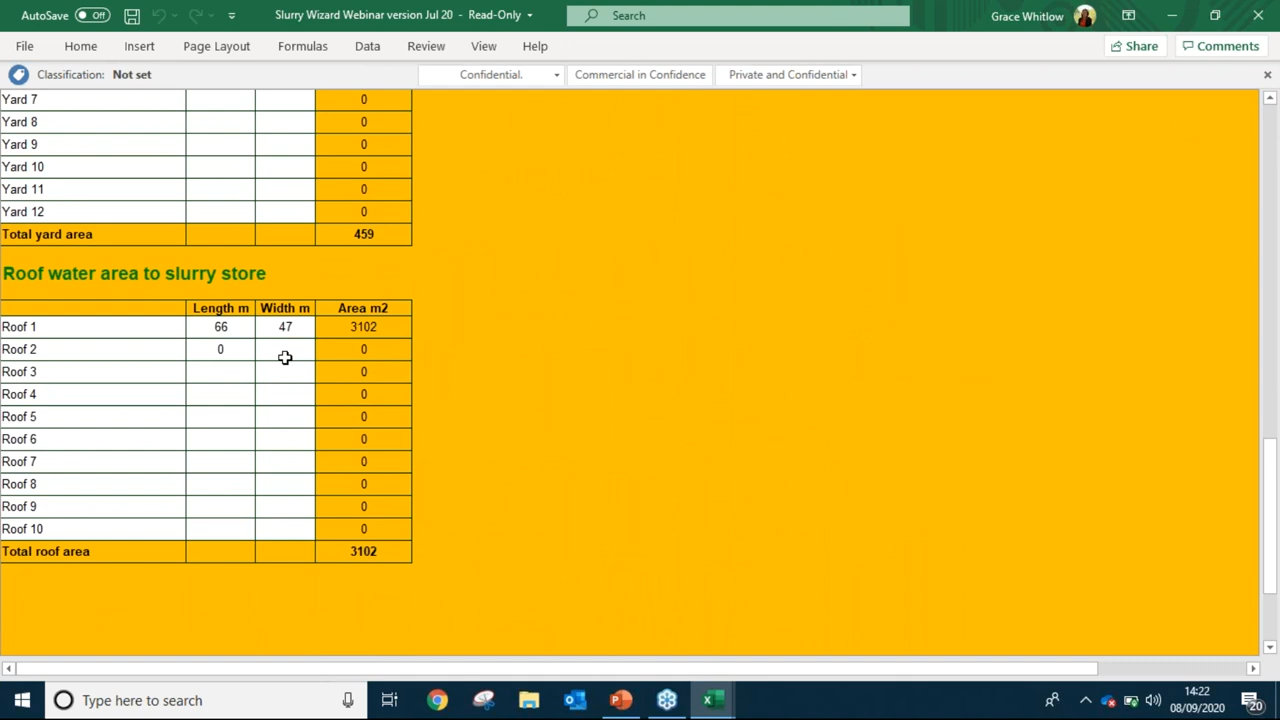 AutoSave Off Slurry Wizard Webinar version Jul 20 - Read-Only Search Grace Whitlow
File Home Insert Page Layout Formulas Data Review View Help Share Comments
Classification: Not set Confidential. Commercial in Confidence Private and Confidential
Yard 7 0
Yard 8 0
Yard 9 0
Yard 10 0
Yard 11 0
Yard 12 0
Total yard area 459
Roof water area to slurry store
Length m Width m Area m2
Roof 1 66 47 3102
Roof 2 0 0
Roof 3 0
Roof 4 0
Roof 5 0
Roof 6 0
Roof 7 0
Roof 8 0
Roof 9 0
Roof 10 0
Total roof area 3102
Type here to search 14:22
08/09/2020 20